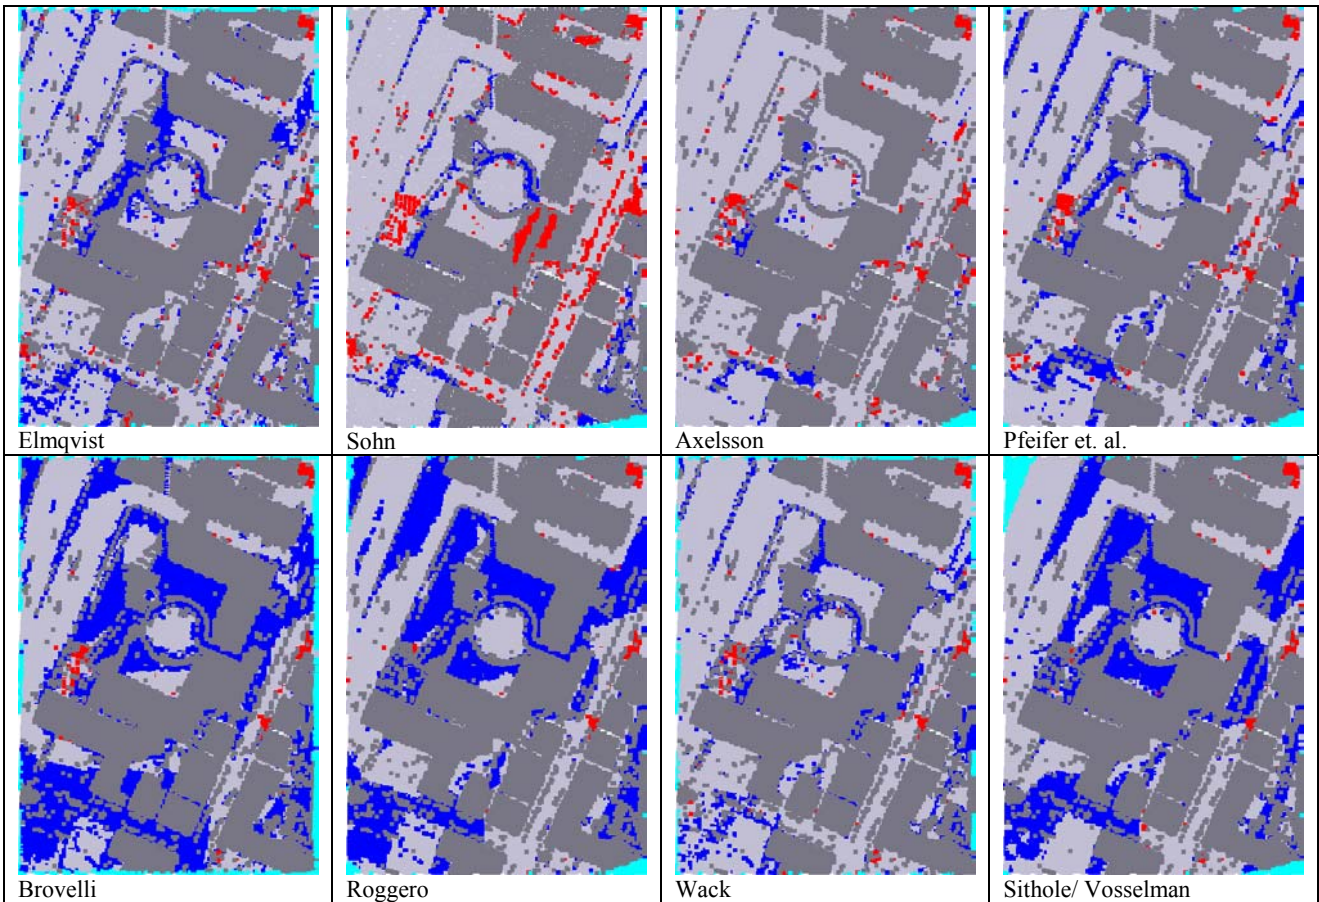 Elmqvist
Sohn
Axelsson
Pfeifer et. al.
Brovelli
Roggero
Wack
Sithole/ Vosselman